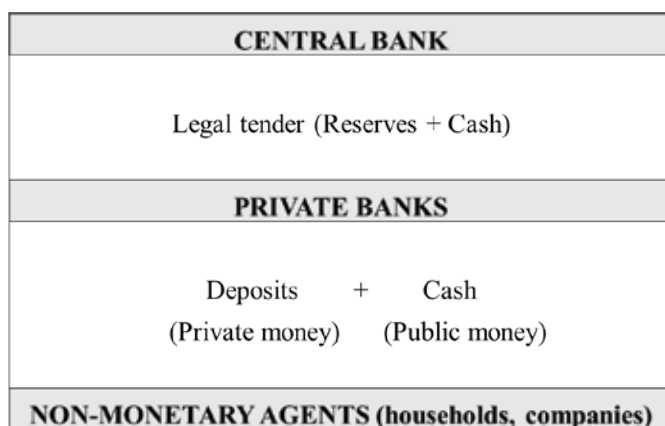 CENTRAL BANK
Legal tender (Reserves + Cash)
PRIVATE BANKS
Deposits + Cash
(Private money) (Public money)
NON-MONETARY AGENTS (households, companies)